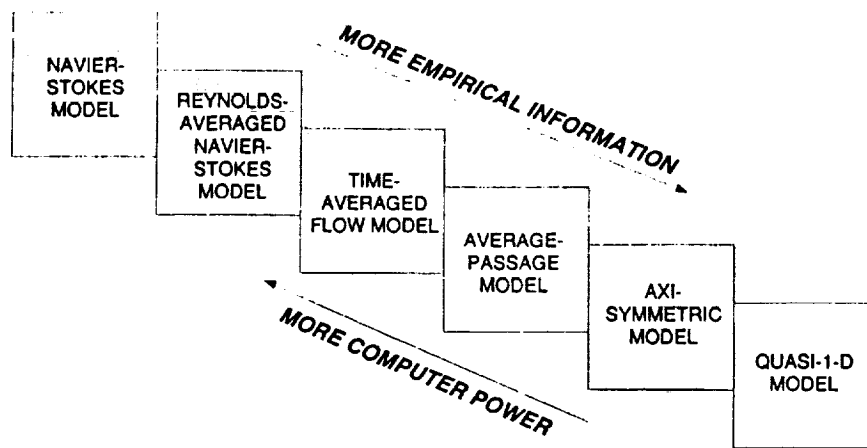 NAVIER-
STOKES
MODEL
REYNOLDS-
AVERAGED
NAVIER-
STOKES
MODEL
TIME-
AVERAGED
FLOW MODEL
AVERAGE-
PASSAGE
MODEL
AXI-
SYMMETRIC
MODEL
QUASI-1-D
MODEL
MORE EMPIRICAL INFORMATION
MORE COMPUTER POWER